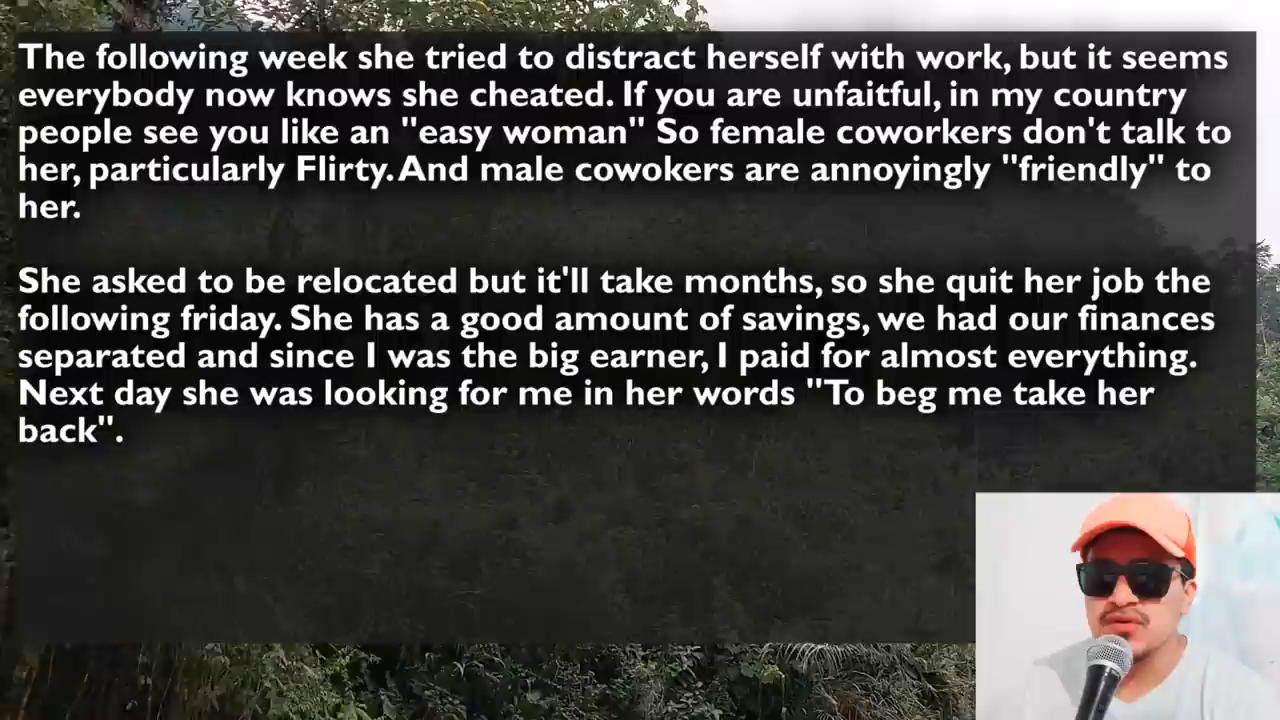 The following week she tried to distract herself with work, but it seems
everybody now knows she cheated. If you are unfaitful, in my country
people see you like an "easy woman" So female coworkers don't talk to
her, particularly Flirty. And male cowokers are annoyingly "friendly" to
her.
She asked to be relocated but it'll take months, so she quit her job the
following friday. She has a good amount of savings, we had our finances
separated and since I was the big earner, I paid for almost everything.
Next day she was looking for me in her words "To beg me take her
back".